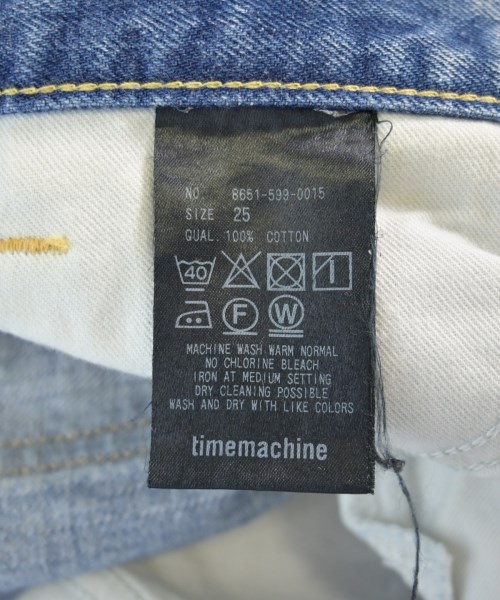 NO. 8651-599-0015
SIZE 25
QUAL. 100% COTTON
40
F W
MACHINE WASH WARM NORMAL
NO CHLORINE BLEACH
IRON AT MEDIUM SETTING
DRY CLEANING POSSIBLE
WASH AND DRY WITH LIKE COLORS
timemachine